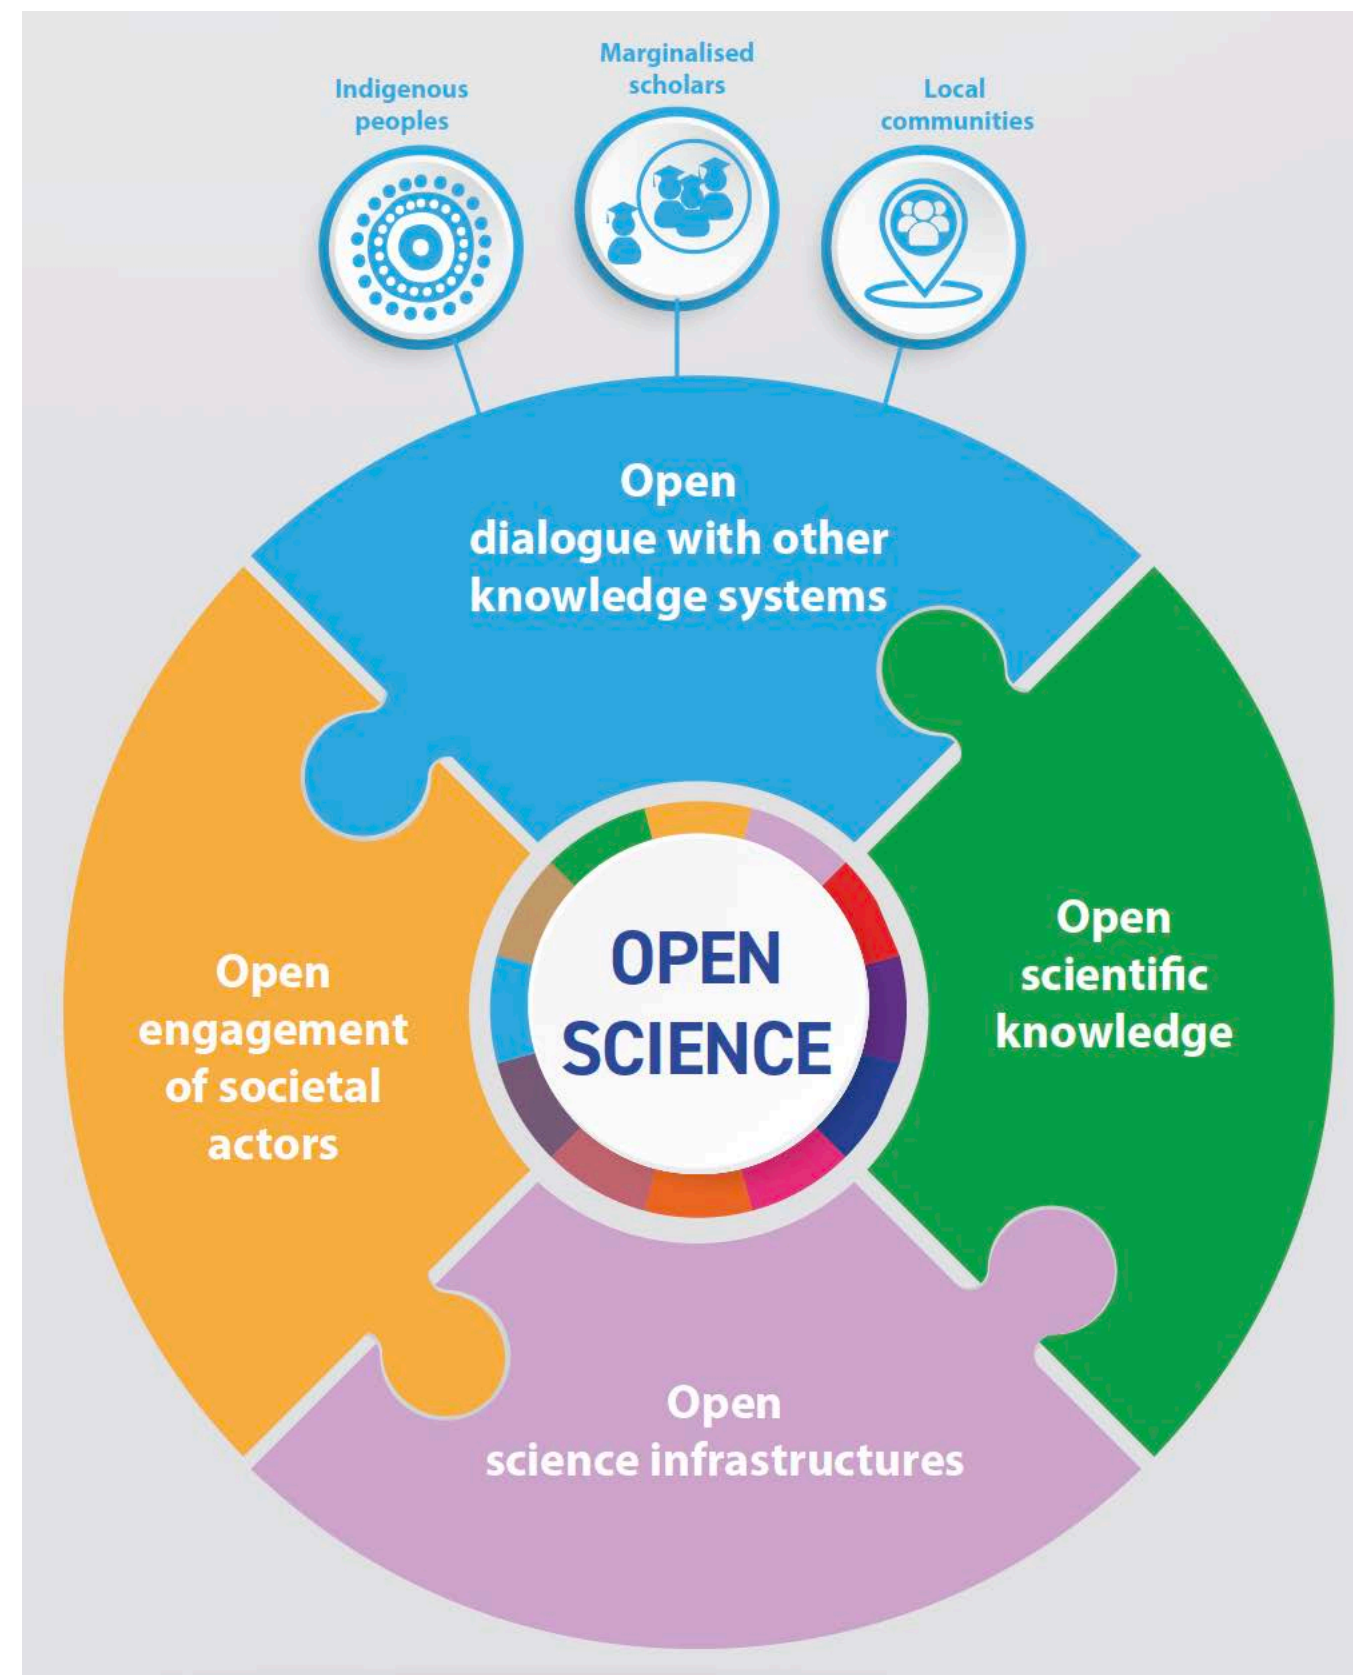 Marginalised
scholars
Indigenous
peoples
Local
communities
Open
dialogue with other
knowledge systems
Open
scientific
knowledge
OPEN
SCIENCE
Open
engagement
of societal
actors
Open
science infrastructures